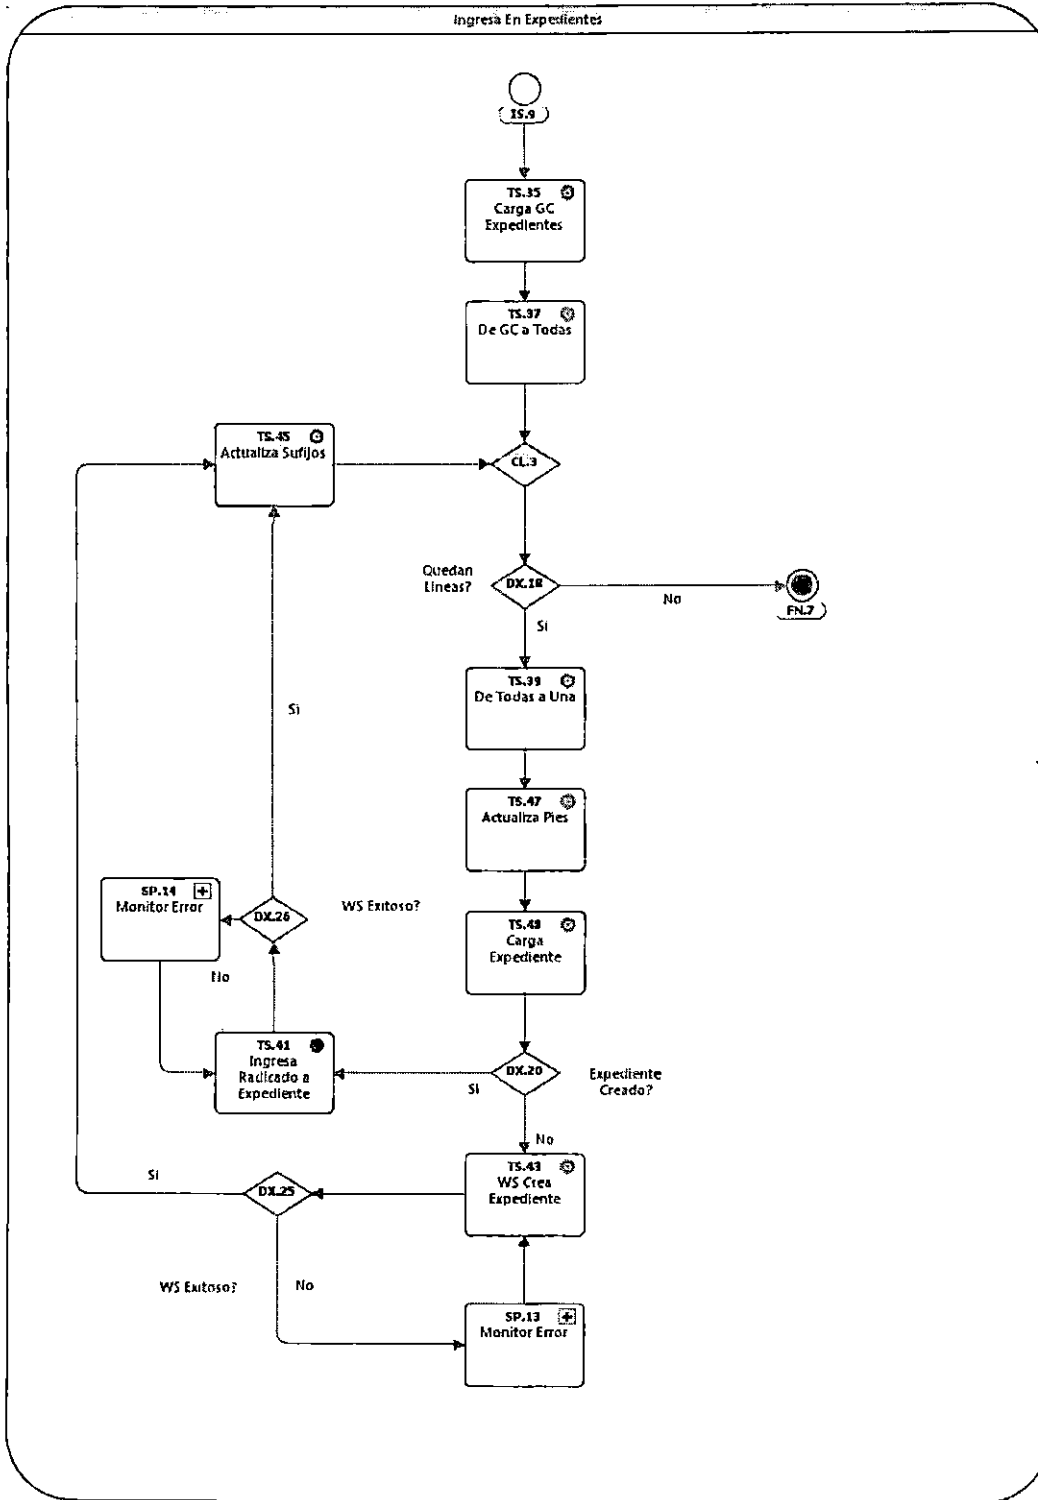 Ingresa En Expedientes
IS.9
TS.35
Carga GC
Expedientes
TS.37
De GC a Todas
TS.45
Actualiza Sufijos
CL.3
Quedan
Lineas?
DX.18
No
FN.7
Si
TS.39
De Todas a Una
Si
TS.47
Actualiza Pies
SP.14
Monitor Error
DX.26
WS Exitoso?
TS.48
Carga
Expediente
No
TS.41
Ingresa
Radicado a
Expediente
DX.20
Si
Expediente
Creado?
No
TS.43
WS Crea
Expediente
Si
DX.25
WS Exitoso?
No
SP.13
Monitor Error